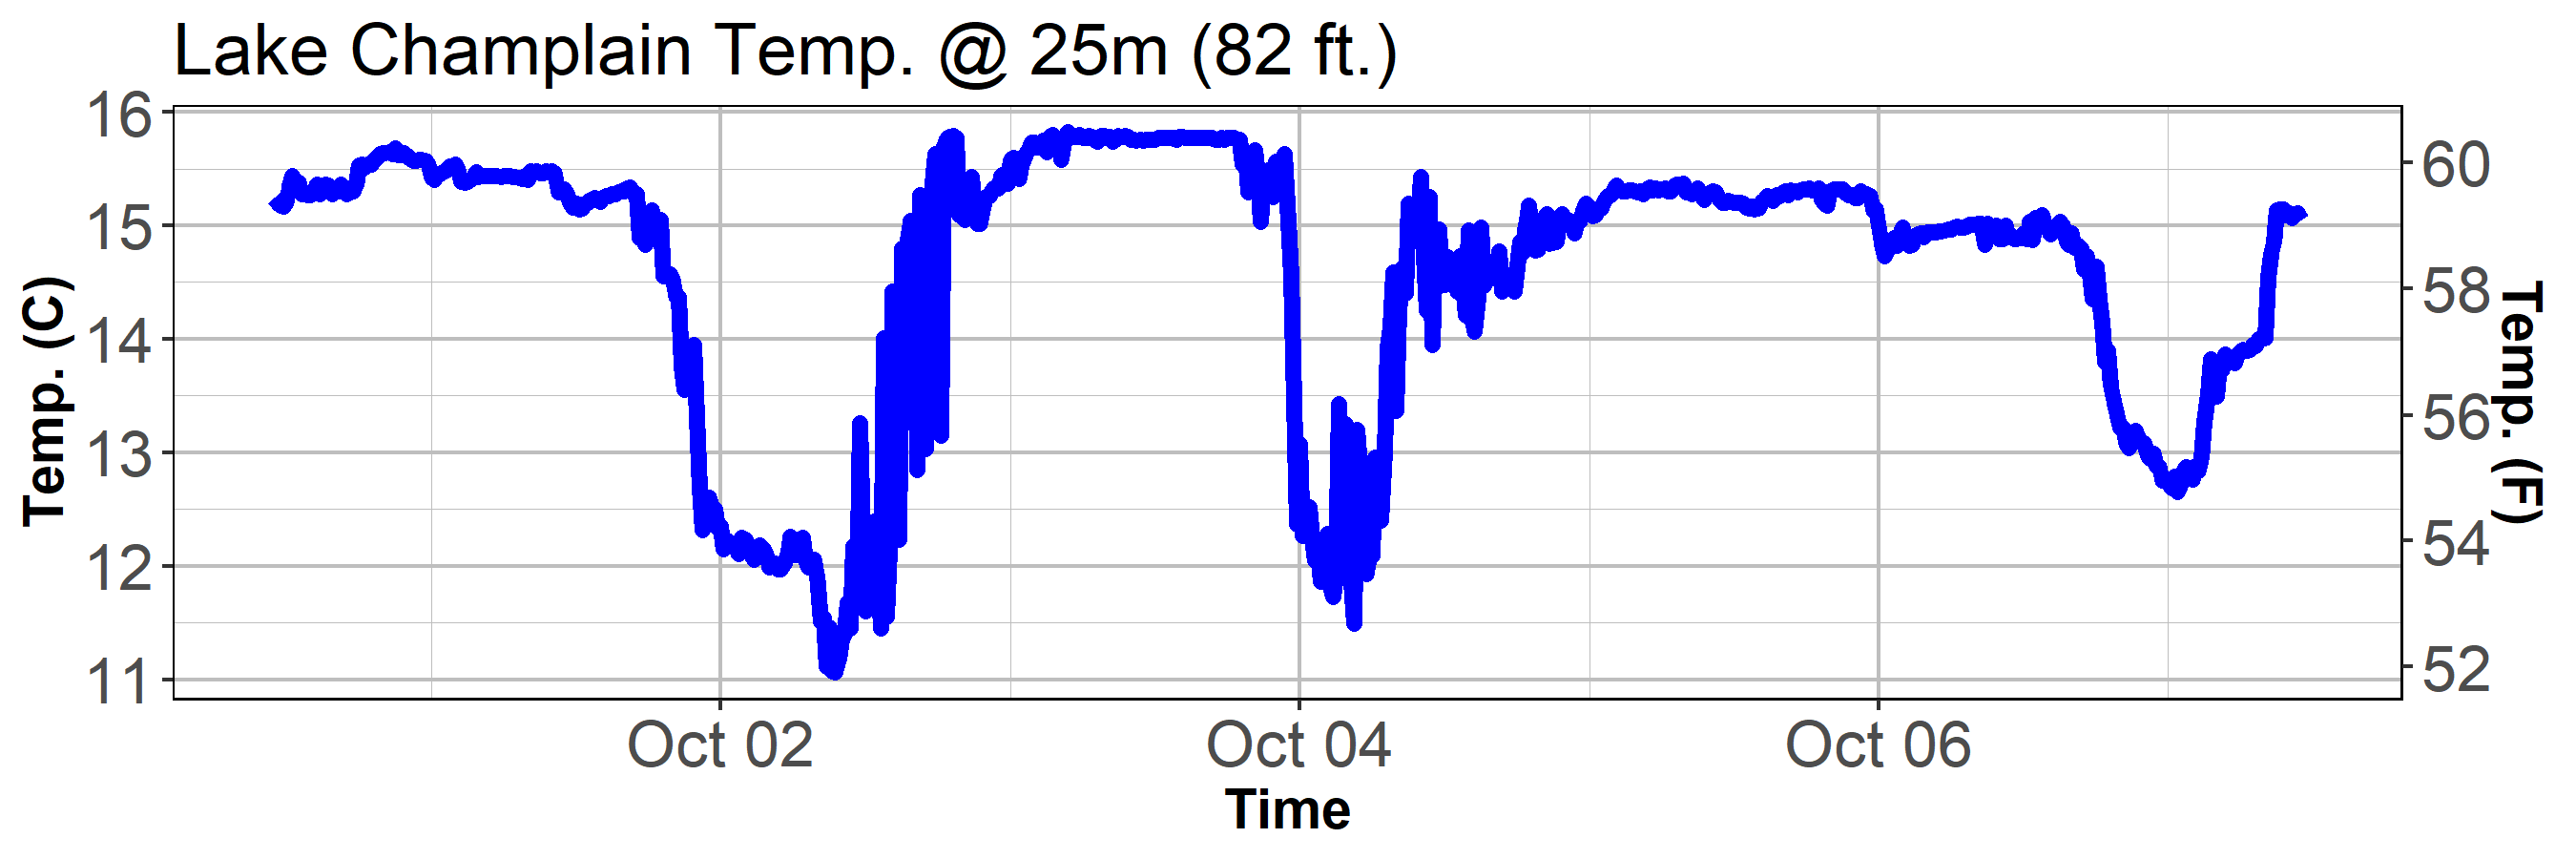 Lake Champlain Temp. @ 25m (82 ft.)
16
15
14
13
12
11
Temp. (C)
60
58
56
54
52
Temp. (F)
Oct 02
Oct 04
Oct 06
Time